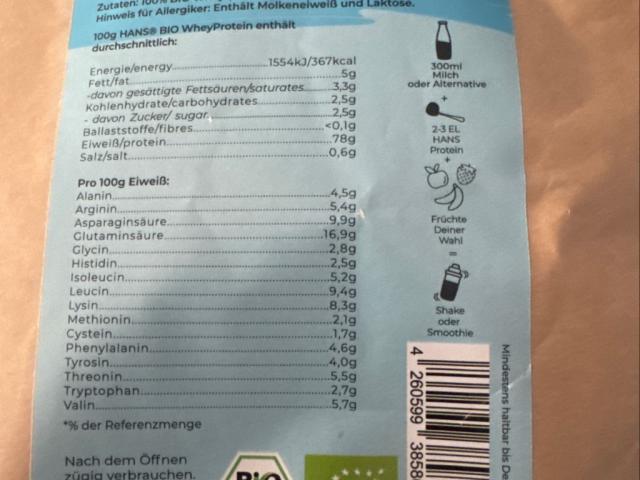 Zutaten: 100% Bio
Hinweis für Allergiker: Enthält Molkeneiweiß und Laktose.
100g HANS® BIO WheyProtein enthält
durchschnittlich:
Energie/energy 1554kJ/367kcal
Fett/fat 5g
-davon gesättigte Fettsäuren/saturates 3,3g
Kohlenhydrate/carbohydrates 2,5g
- davon Zucker/ sugar 2,5g
Ballaststoffe/fibres <0,1g
Eiweiß/protein 78g
Salz/salt 0,6g
Pro 100g Eiweiß:
Alanin 4,5g
Arginin 5,4g
Asparaginsäure 9,9g
Glutaminsäure 16,9g
Glycin 2,8g
Histidin 2,5g
Isoleucin 5,2g
Leucin 9,4g
Lysin 8,3g
Methionin 2,1g
Cystein 1,7g
Phenylalanin 4,6g
Tyrosin 4,0g
Threonin 5,5g
Tryptophan 2,7g
Valin 5,7g
*% der Referenzmenge
Nach dem Öffnen
zügig verbrauchen.
Bio
300ml
Milch
oder Alternative
+
2-3 EL
HANS
Protein
+
Früchte
Deiner
Wahl
=
Shake
oder
Smoothie
4 260599 3858
Mindestens haltbar bis De